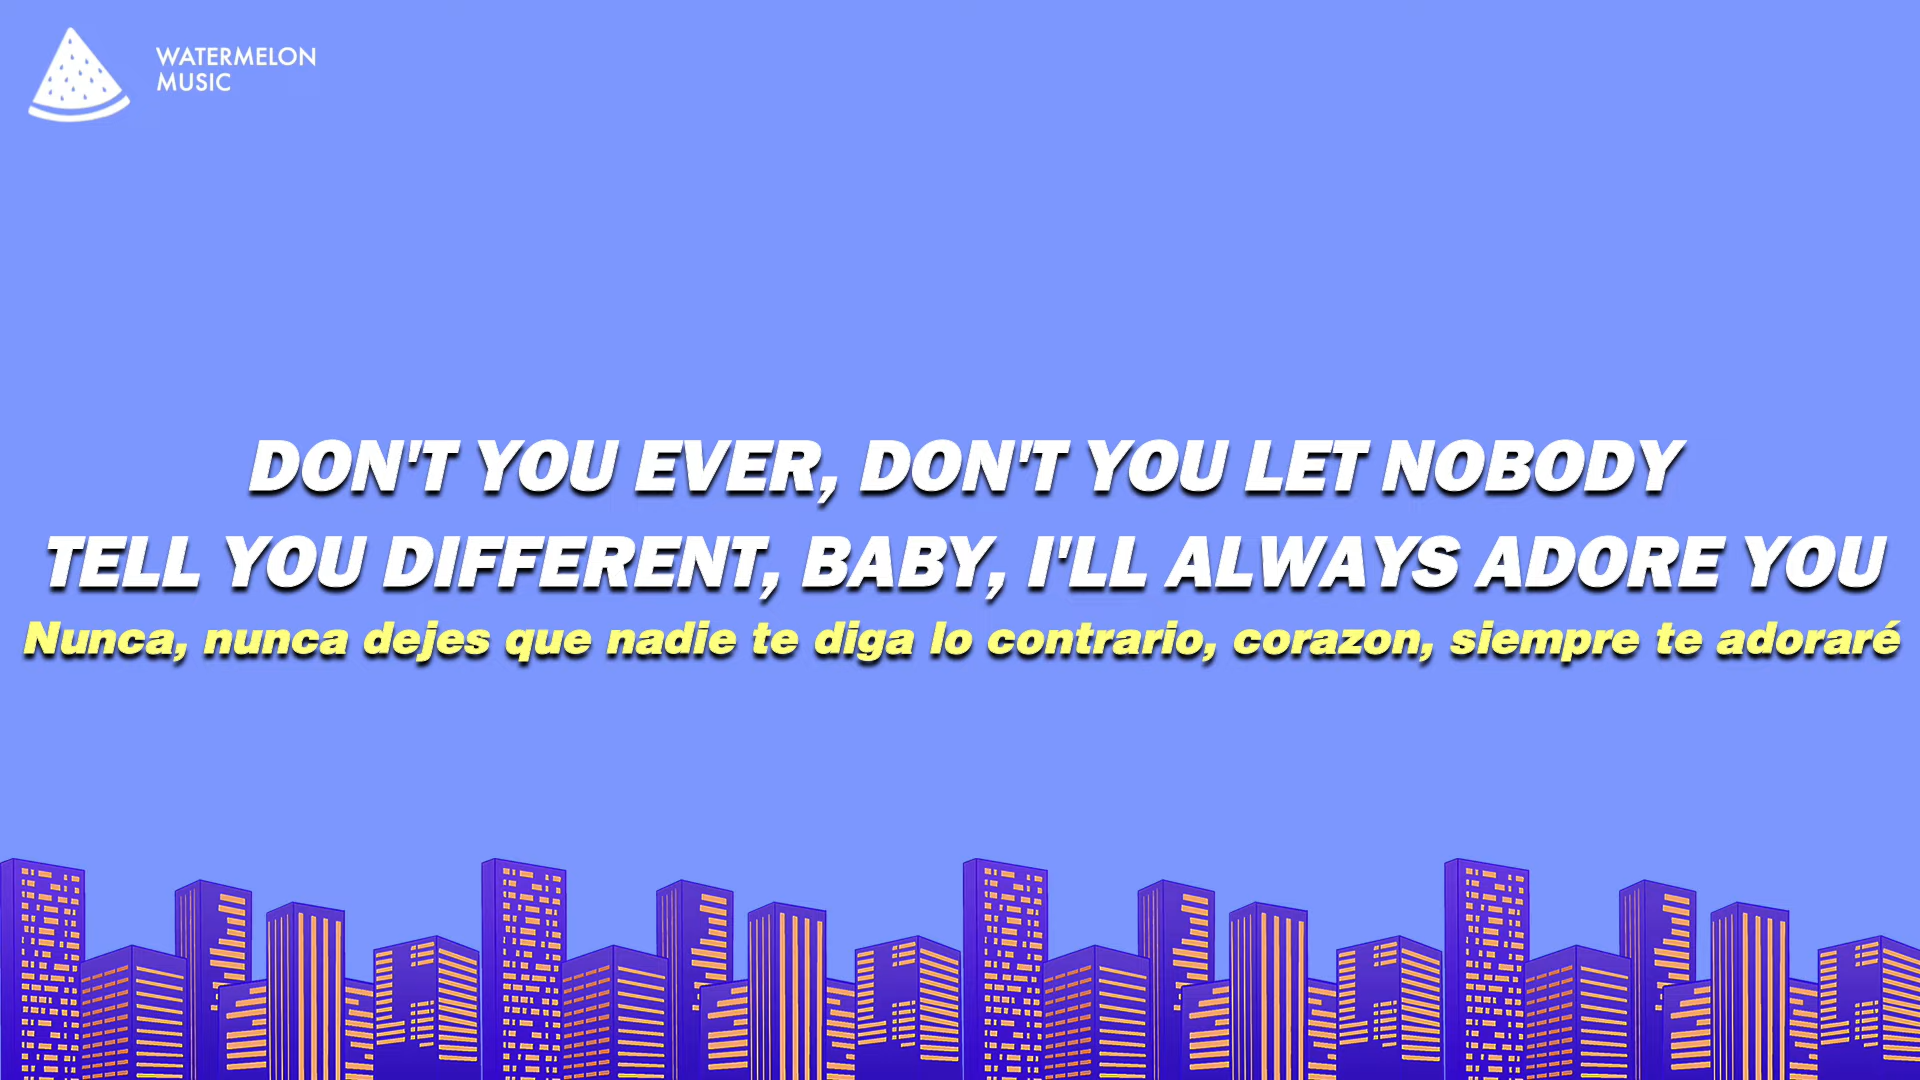 WATERMELON
MUSIC
DON'T YOU EVER, DON'T YOU LET NOBODY
TELL YOU DIFFERENT, BABY, I'LL ALWAYS ADORE YOU
Nunca, nunca dejes que nadie te diga lo contrario, corazon, siempre te adoraré